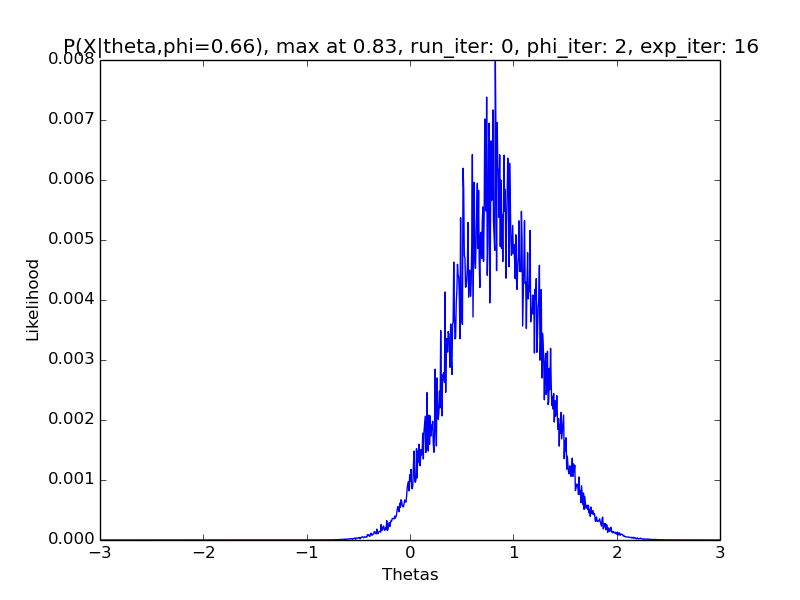 P(X|theta,phi=0.66), max at 0.83, run_iter: 0, phi_iter: 2, exp_iter: 16
0.008
0.007
0.006
0.005
0.004
0.003
0.002
0.001
0.000
Likelihood
−3 −2 −1 0 1 2 3
Thetas